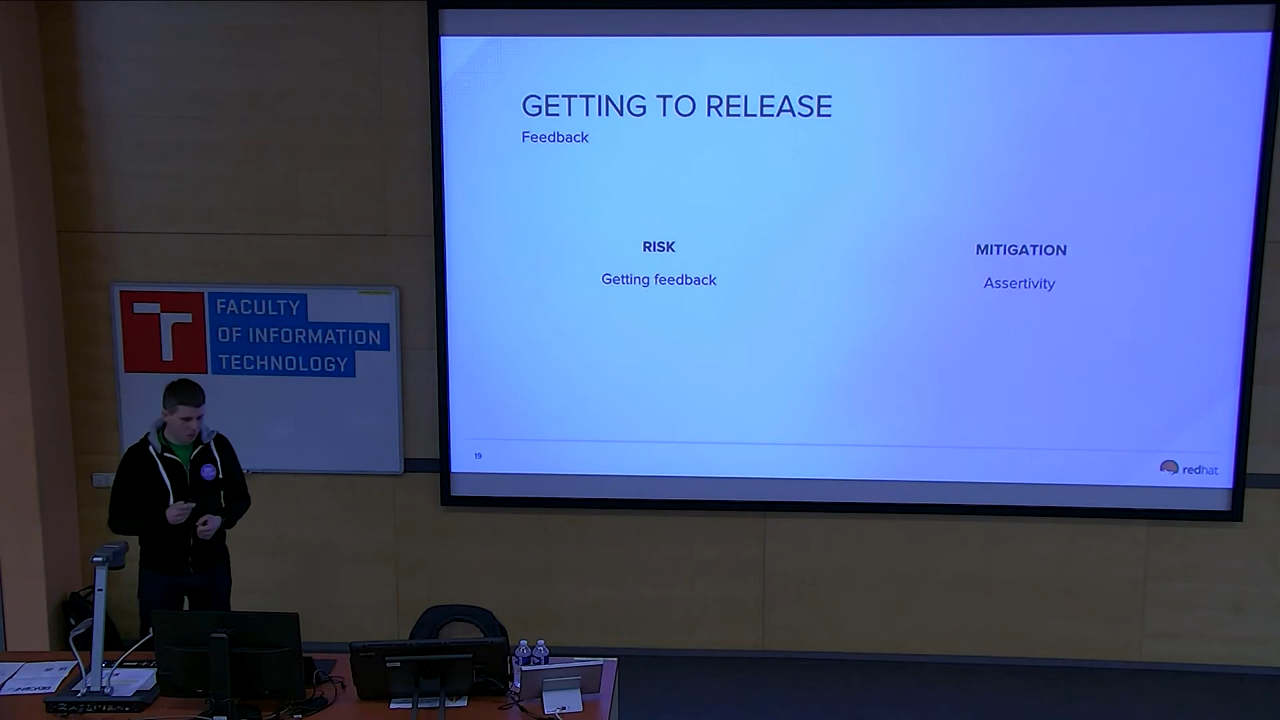 GETTING TO RELEASE
Feedback
RISK
Getting feedback
MITIGATION
Assertivity
19
redhat
FACULTY
OF INFORMATION
TECHNOLOGY